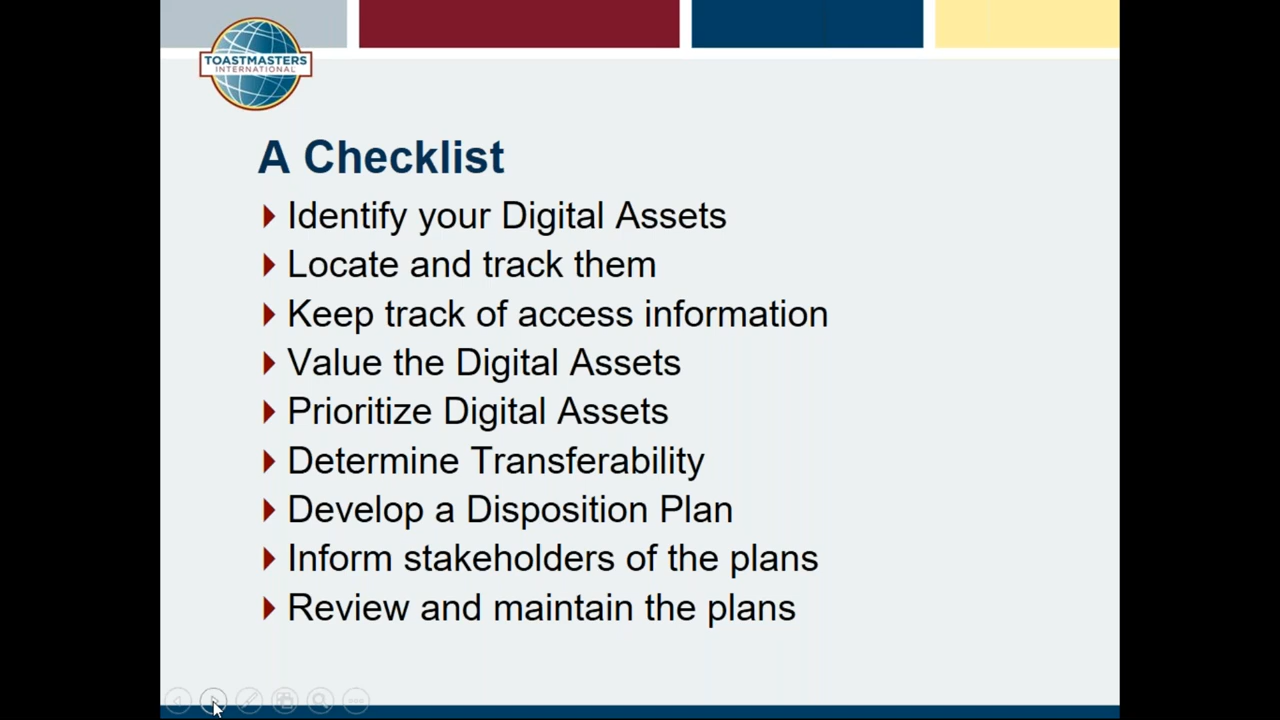 TOASTMASTERS
INTERNATIONAL
A Checklist
Identify your Digital Assets
Locate and track them
Keep track of access information
Value the Digital Assets
Prioritize Digital Assets
Determine Transferability
Develop a Disposition Plan
Inform stakeholders of the plans
Review and maintain the plans